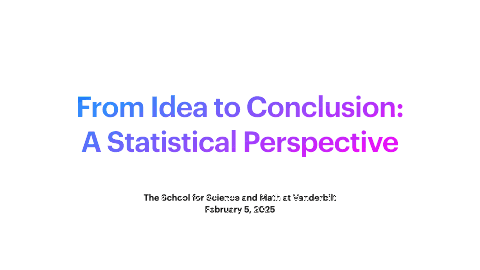 From Idea to Conclusion:
A Statistical Perspective
The School for Science and Math at Vanderbilt
February 5, 2025